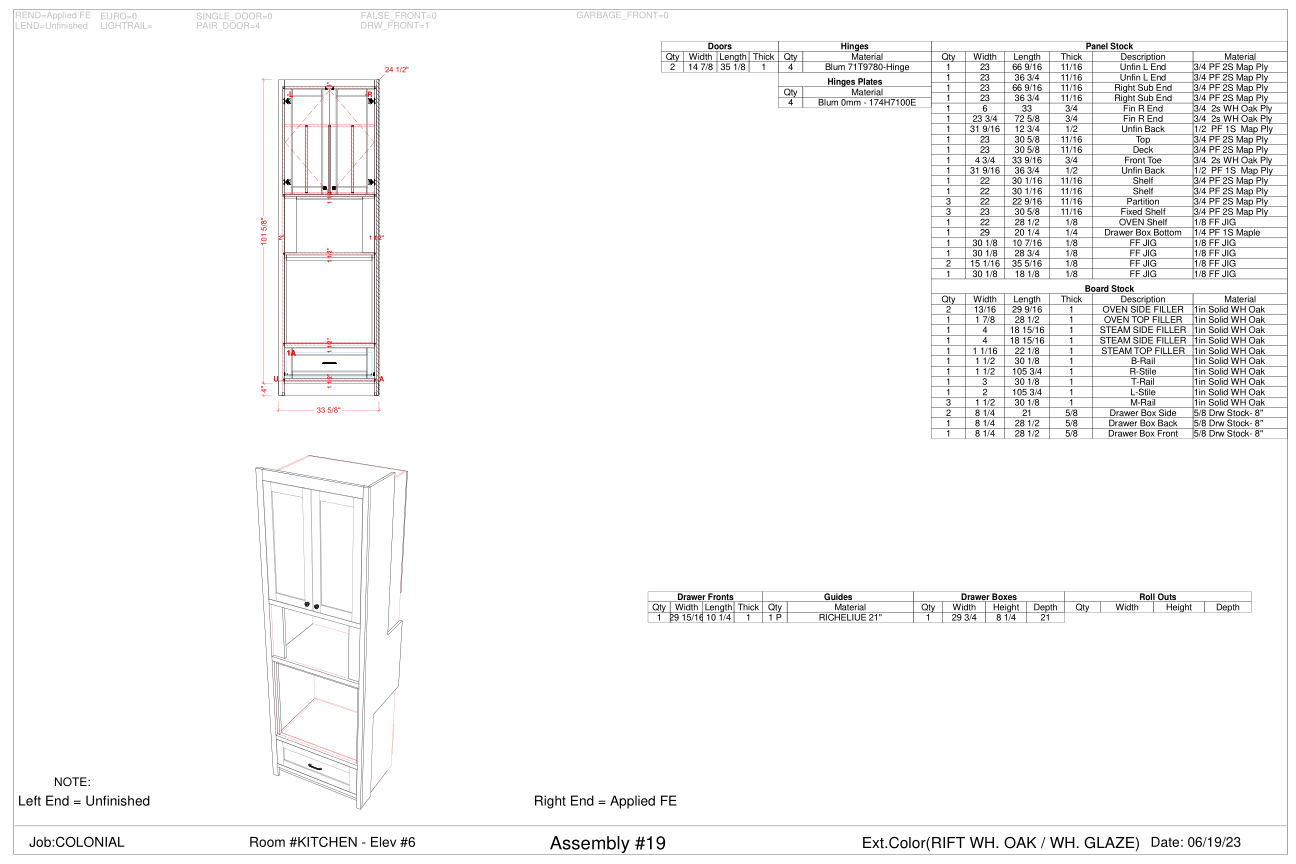 REND=Applied FE EURO=0 SINGLE_DOOR=0 FALSE_FRONT=0 GARBAGE_FRONT=0
LEND=Unfinished LIGHTRAIL= PAIR_DOOR=4 DRW_FRONT=1
Doors
Qty Width Length Thick
2 14 7/8 35 1/8 1
Hinges
Qty Material
4 Blum 71T9780-Hinge
Hinges Plates
Qty Material
4 Blum 0mm - 174H7100E
Panel Stock
Qty Width Length Thick Description Material
1 23 66 9/16 11/16 Unfin L End 3/4 PF 2S Map Ply
1 23 36 3/4 11/16 Unfin L End 3/4 PF 2S Map Ply
1 23 66 9/16 11/16 Right Sub End 3/4 PF 2S Map Ply
1 23 36 3/4 11/16 Right Sub End 3/4 PF 2S Map Ply
1 6 33 3/4 Fin R End 3/4 2s WH Oak Ply
1 23 3/4 72 5/8 3/4 Fin R End 3/4 2s WH Oak Ply
1 31 9/16 12 3/4 1/2 Unfin Back 1/2 PF 1S Map Ply
1 23 30 5/8 11/16 Top 3/4 PF 2S Map Ply
1 23 30 5/8 11/16 Deck 3/4 PF 2S Map Ply
1 4 3/4 33 9/16 3/4 Front Toe 3/4 2s WH Oak Ply
1 31 9/16 36 3/4 1/2 Unfin Back 1/2 PF 1S Map Ply
1 22 30 1/16 11/16 Shelf 3/4 PF 2S Map Ply
1 22 30 1/16 11/16 Shelf 3/4 PF 2S Map Ply
3 22 22 9/16 11/16 Partition 3/4 PF 2S Map Ply
3 23 30 5/8 11/16 Fixed Shelf 3/4 PF 2S Map Ply
1 22 28 1/2 1/8 OVEN Shelf 1/8 FF JIG
1 29 20 1/4 1/4 Drawer Box Bottom 1/4 PF 1S Maple
1 30 1/8 10 7/16 1/8 FF JIG 1/8 FF JIG
1 30 1/8 28 3/4 1/8 FF JIG 1/8 FF JIG
2 15 1/16 35 5/16 1/8 FF JIG 1/8 FF JIG
1 30 1/8 18 1/8 1/8 FF JIG 1/8 FF JIG
Board Stock
Qty Width Length Thick Description Material
2 13/16 29 9/16 1 OVEN SIDE FILLER 1in Solid WH Oak
1 1 7/8 28 1/2 1 OVEN TOP FILLER 1in Solid WH Oak
1 4 18 15/16 1 STEAM SIDE FILLER 1in Solid WH Oak
1 4 18 15/16 1 STEAM SIDE FILLER 1in Solid WH Oak
1 1 1/16 22 1/8 1 STEAM TOP FILLER 1in Solid WH Oak
1 1 1/2 30 1/8 1 B-Rail 1in Solid WH Oak
1 1 1/2 105 3/4 1 R-Stile 1in Solid WH Oak
1 3 30 1/8 1 T-Rail 1in Solid WH Oak
1 2 105 3/4 1 L-Stile 1in Solid WH Oak
3 1 1/2 30 1/8 1 M-Rail 1in Solid WH Oak
2 8 1/4 21 5/8 Drawer Box Side 5/8 Drw Stock- 8"
1 8 1/4 28 1/2 5/8 Drawer Box Back 5/8 Drw Stock- 8"
1 8 1/4 28 1/2 5/8 Drawer Box Front 5/8 Drw Stock- 8"
24 1/2"
L R
101 5/8"
2" 1 1/2"
1 1/2"
1 1/2"
1A
U A
1 1/2"
4"
33 5/8"
Drawer Fronts
Qty Width Length Thick
1 29 15/16 10 1/4 1
Guides
Qty Material
1 P RICHELIUE 21"
Drawer Boxes
Qty Width Height Depth
1 29 3/4 8 1/4 21
Roll Outs
Qty Width Height Depth
NOTE:
Left End = Unfinished Right End = Applied FE
Job:COLONIAL Room #KITCHEN - Elev #6 Assembly #19 Ext.Color(RIFT WH. OAK / WH. GLAZE) Date: 06/19/23